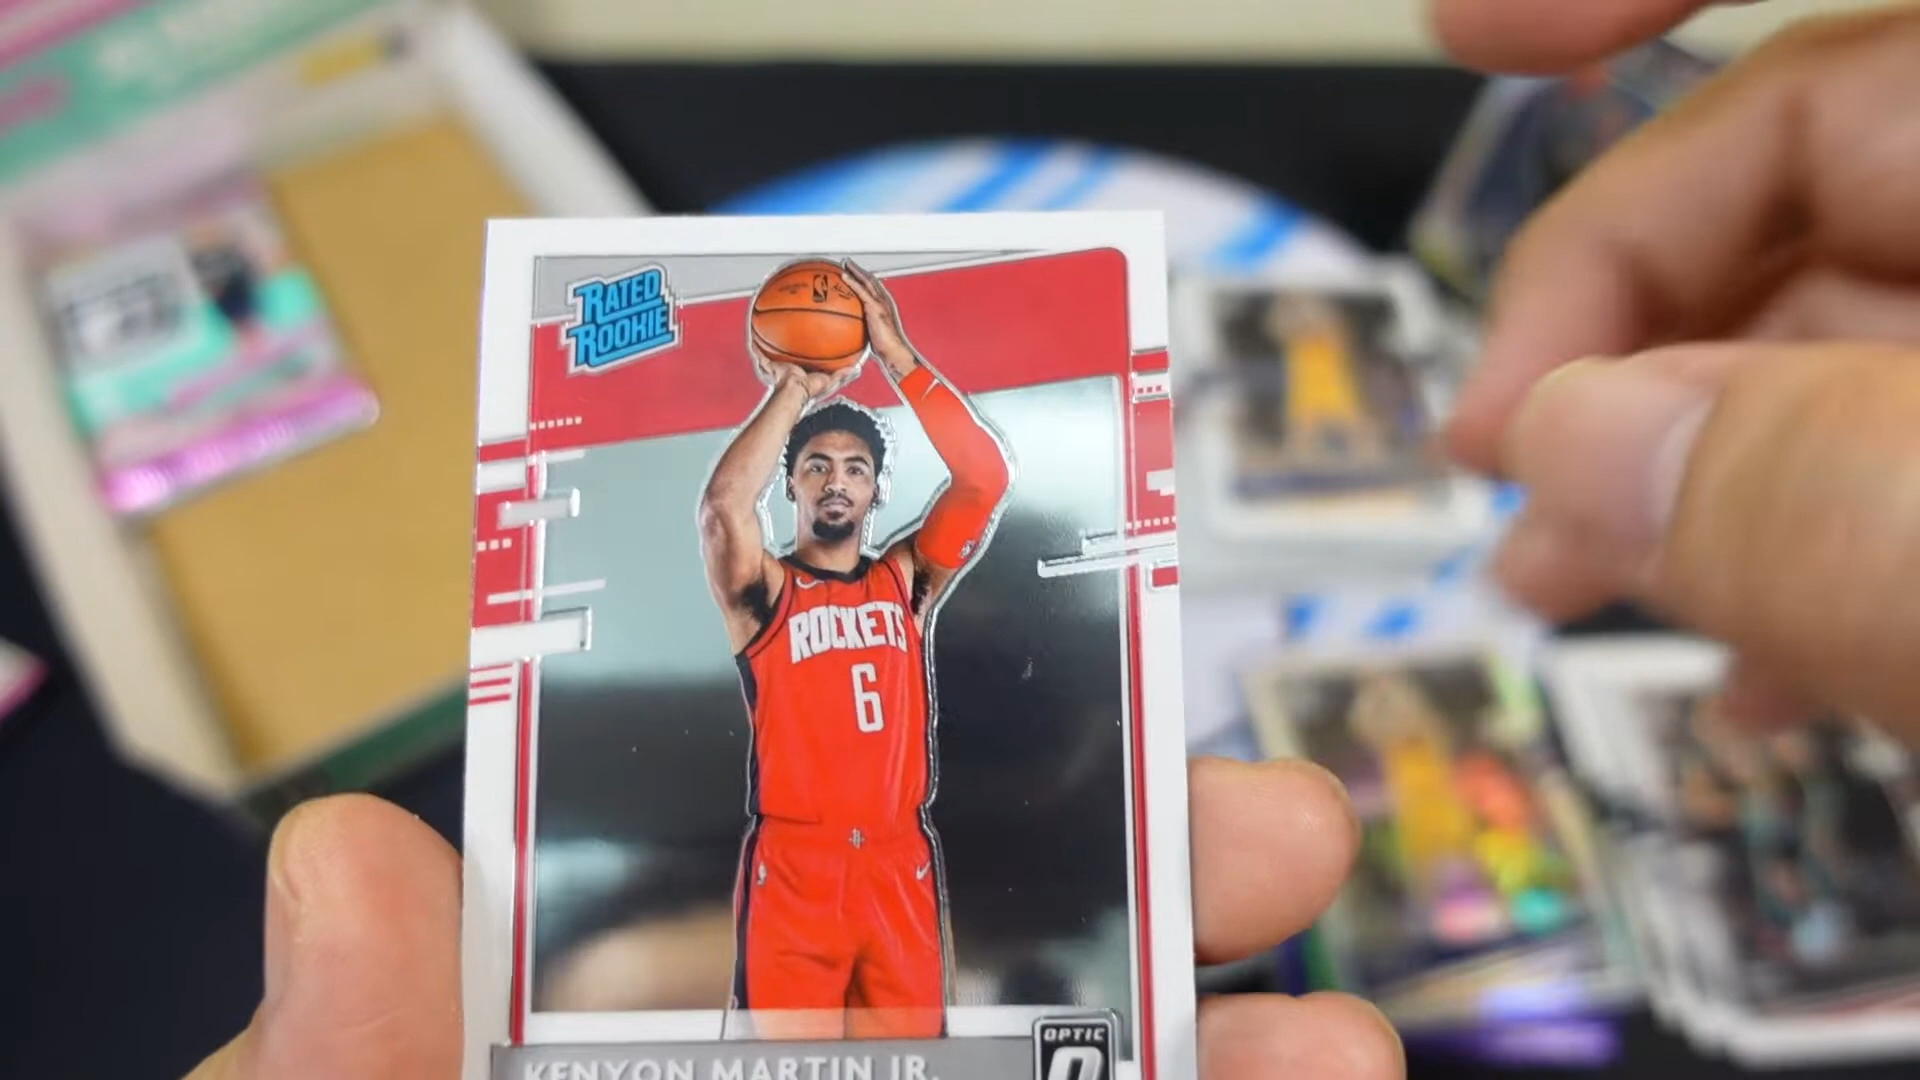 RATED
ROOKIE
ROCKETS
6
KENYON MARTIN JR.
OPTIC